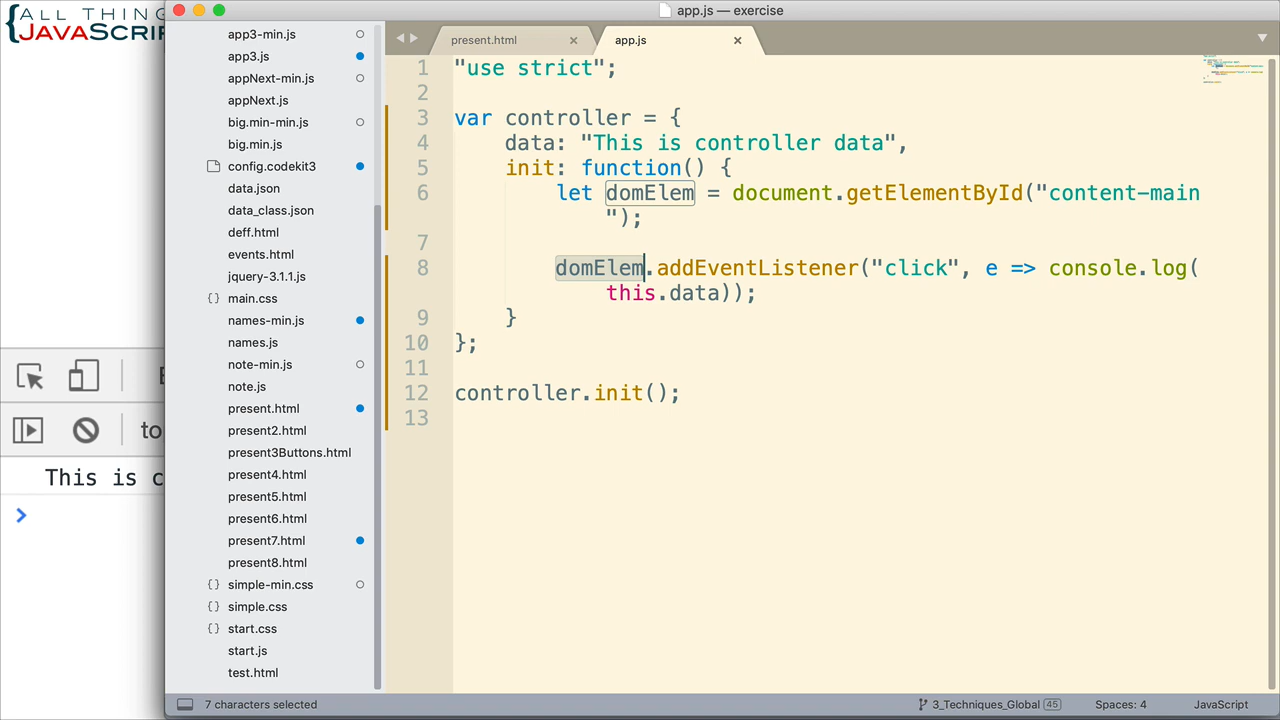 ALL THING
JAVASCRI
app.js — exercise
app3-min.js
app3.js
appNext-min.js
appNext.js
big.min-min.js
big.min.js
config.codekit3
data.json
data_class.json
deff.html
events.html
jquery-3.1.1.js
main.css
names-min.js
names.js
note-min.js
note.js
present.html
present2.html
present3Buttons.html
present4.html
present5.html
present6.html
present7.html
present8.html
simple-min.css
simple.css
start.css
start.js
test.html
present.html
app.js
1 "use strict";
2
3 var controller = {
4 data: "This is controller data",
5 init: function() {
6 let domElem = document.getElementById("content-main
");
7
8 domElem.addEventListener("click", e => console.log(
this.data));
9 }
10 };
11
12 controller.init();
13
to
This is c
>
7 characters selected
3_Techniques_Global 45
Spaces: 4
JavaScript